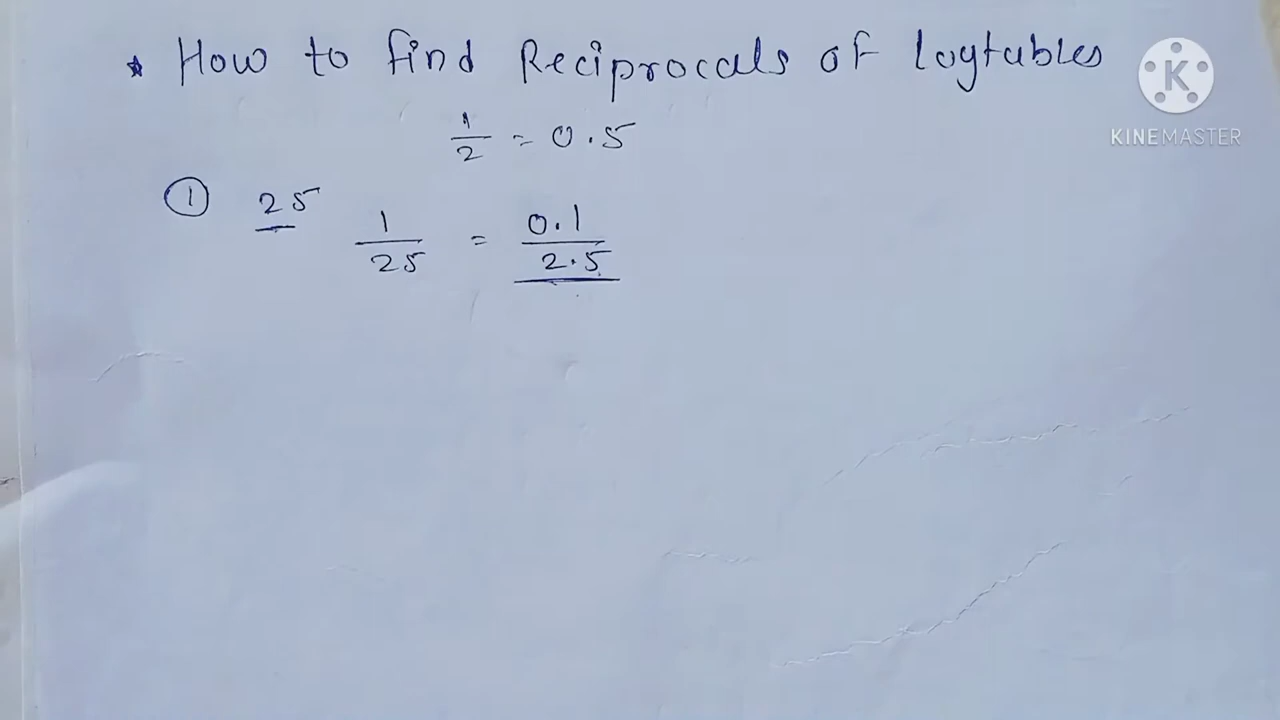 * How to find Reciprocals of logtables
K
KINEMASTER
1/2 = 0.5
① 25
1/25 = 0.1/2.5